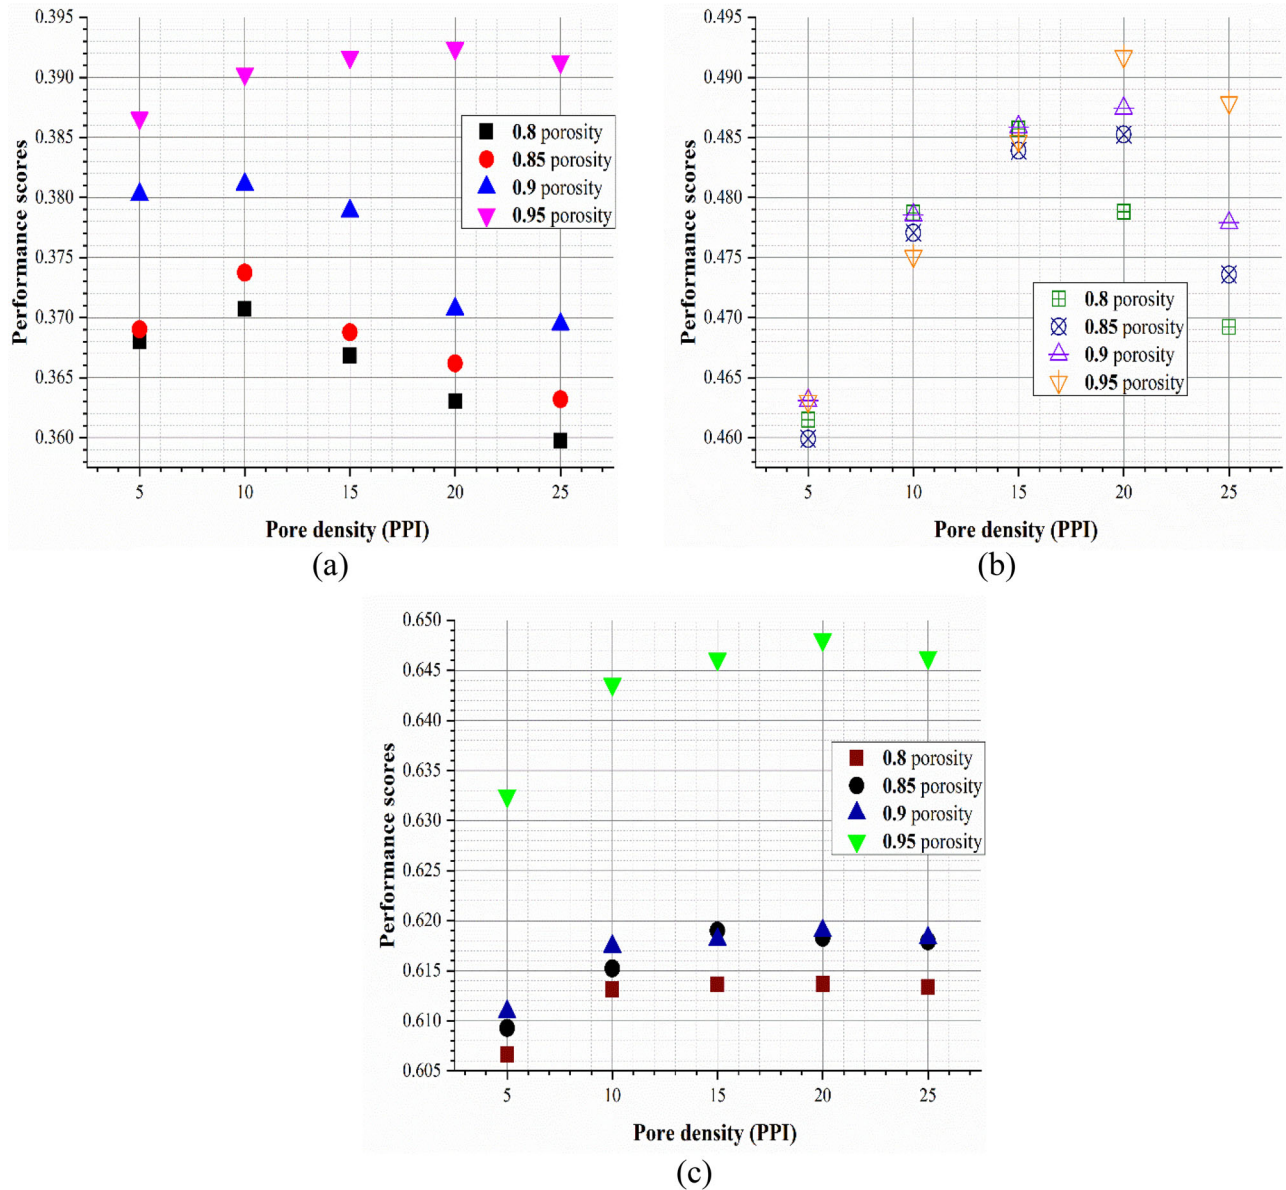 0.395
0.390
0.385
0.380
0.375
0.370
0.365
0.360
Performance scores
0.8 porosity
0.85 porosity
0.9 porosity
0.95 porosity
5 10 15 20 25
Pore density (PPI)
(a)
0.495
0.490
0.485
0.480
0.475
0.470
0.465
0.460
Performance scores
0.8 porosity
0.85 porosity
0.9 porosity
0.95 porosity
5 10 15 20 25
Pore density (PPI)
(b)
0.650
0.645
0.640
0.635
0.630
0.625
0.620
0.615
0.610
0.605
Performance scores
0.8 porosity
0.85 porosity
0.9 porosity
0.95 porosity
5 10 15 20 25
Pore density (PPI)
(c)